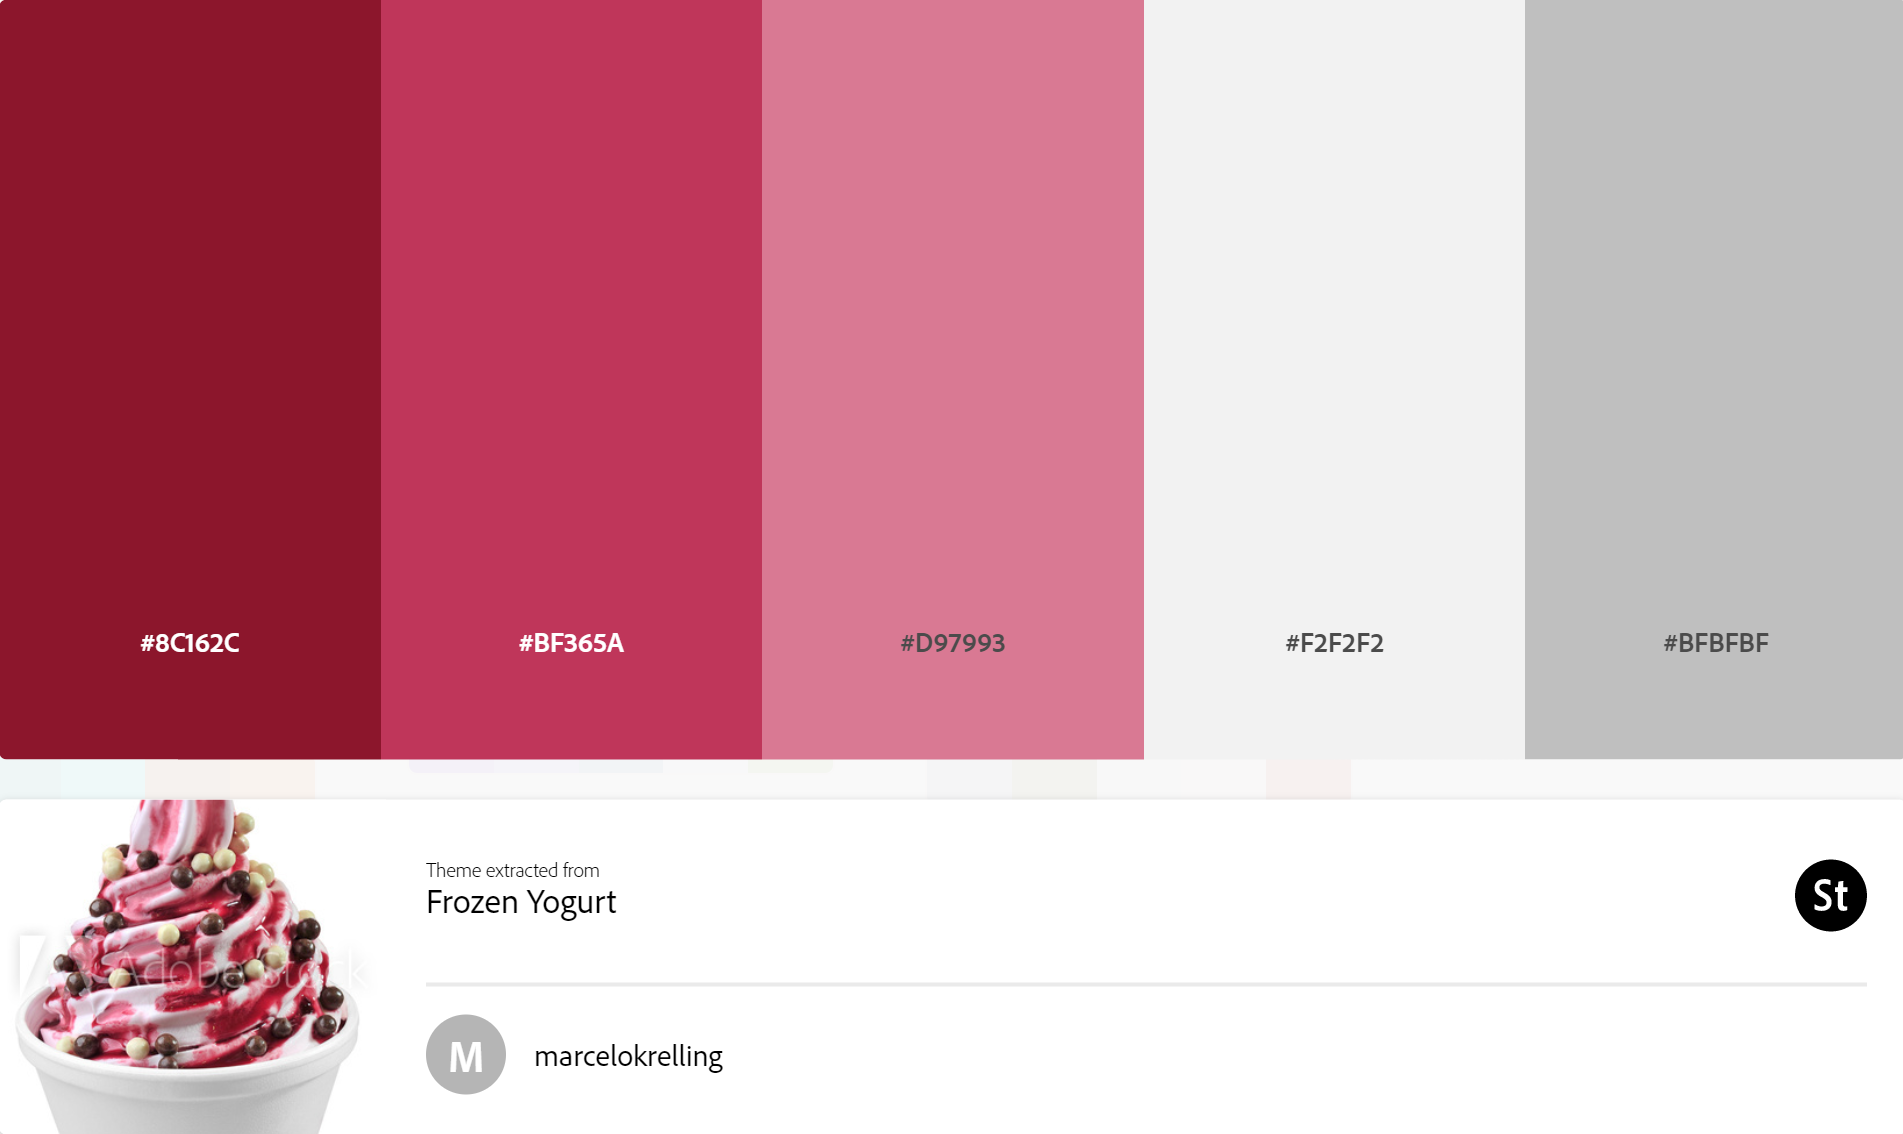 #8C162C
#BF365A
#D97993
#F2F2F2
#BFBFBF
Theme extracted from
Frozen Yogurt
St
Adobe Stock
M
marcelokrelling